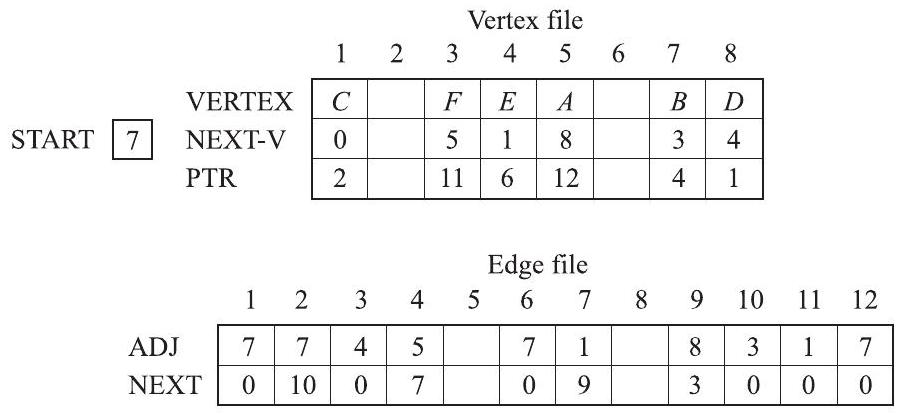 Vertex file
1 2 3 4 5 6 7 8
VERTEX C F E A B D
START 7 NEXT-V 0 5 1 8 3 4
PTR 2 11 6 12 4 1
Edge file
1 2 3 4 5 6 7 8 9 10 11 12
ADJ 7 7 4 5 7 1 8 3 1 7
NEXT 0 10 0 7 0 9 3 0 0 0